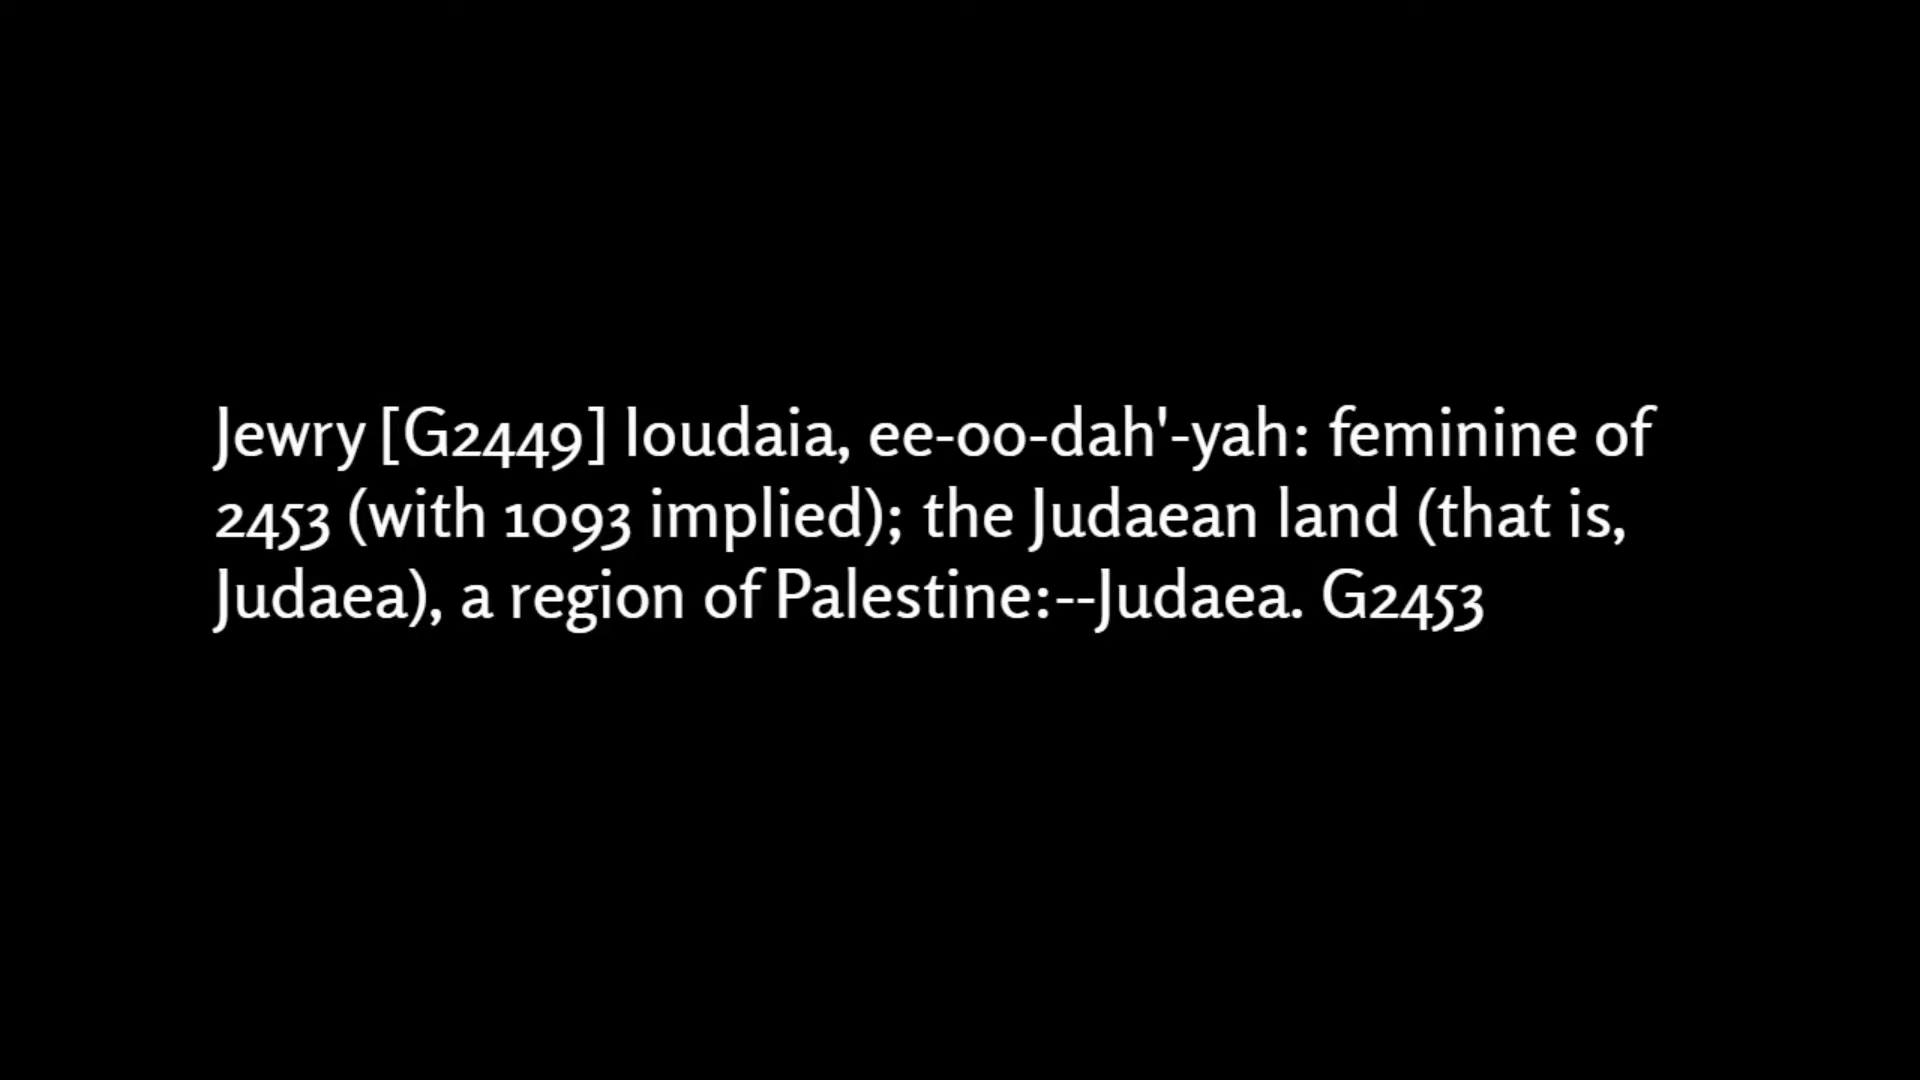 Jewry [G2449] Ioudaia, ee-oo-dah'-yah: feminine of
2453 (with 1093 implied); the Judaean land (that is,
Judaea), a region of Palestine:--Judaea. G2453